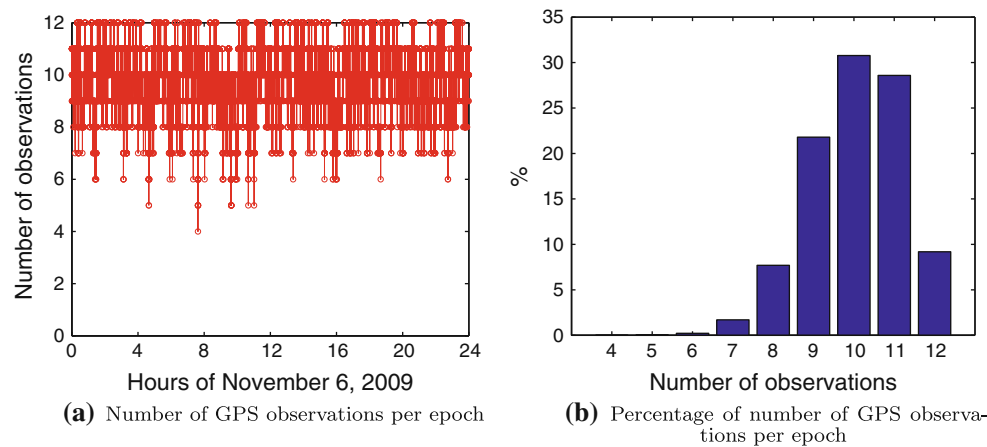 12
10
8
6
4
2
0
Number of observations
0 4 8 12 16 20 24
Hours of November 6, 2009
(a) Number of GPS observations per epoch
35
30
25
20
15
10
5
0
%
4 5 6 7 8 9 10 11 12
Number of observations
(b) Percentage of number of GPS observa-
tions per epoch